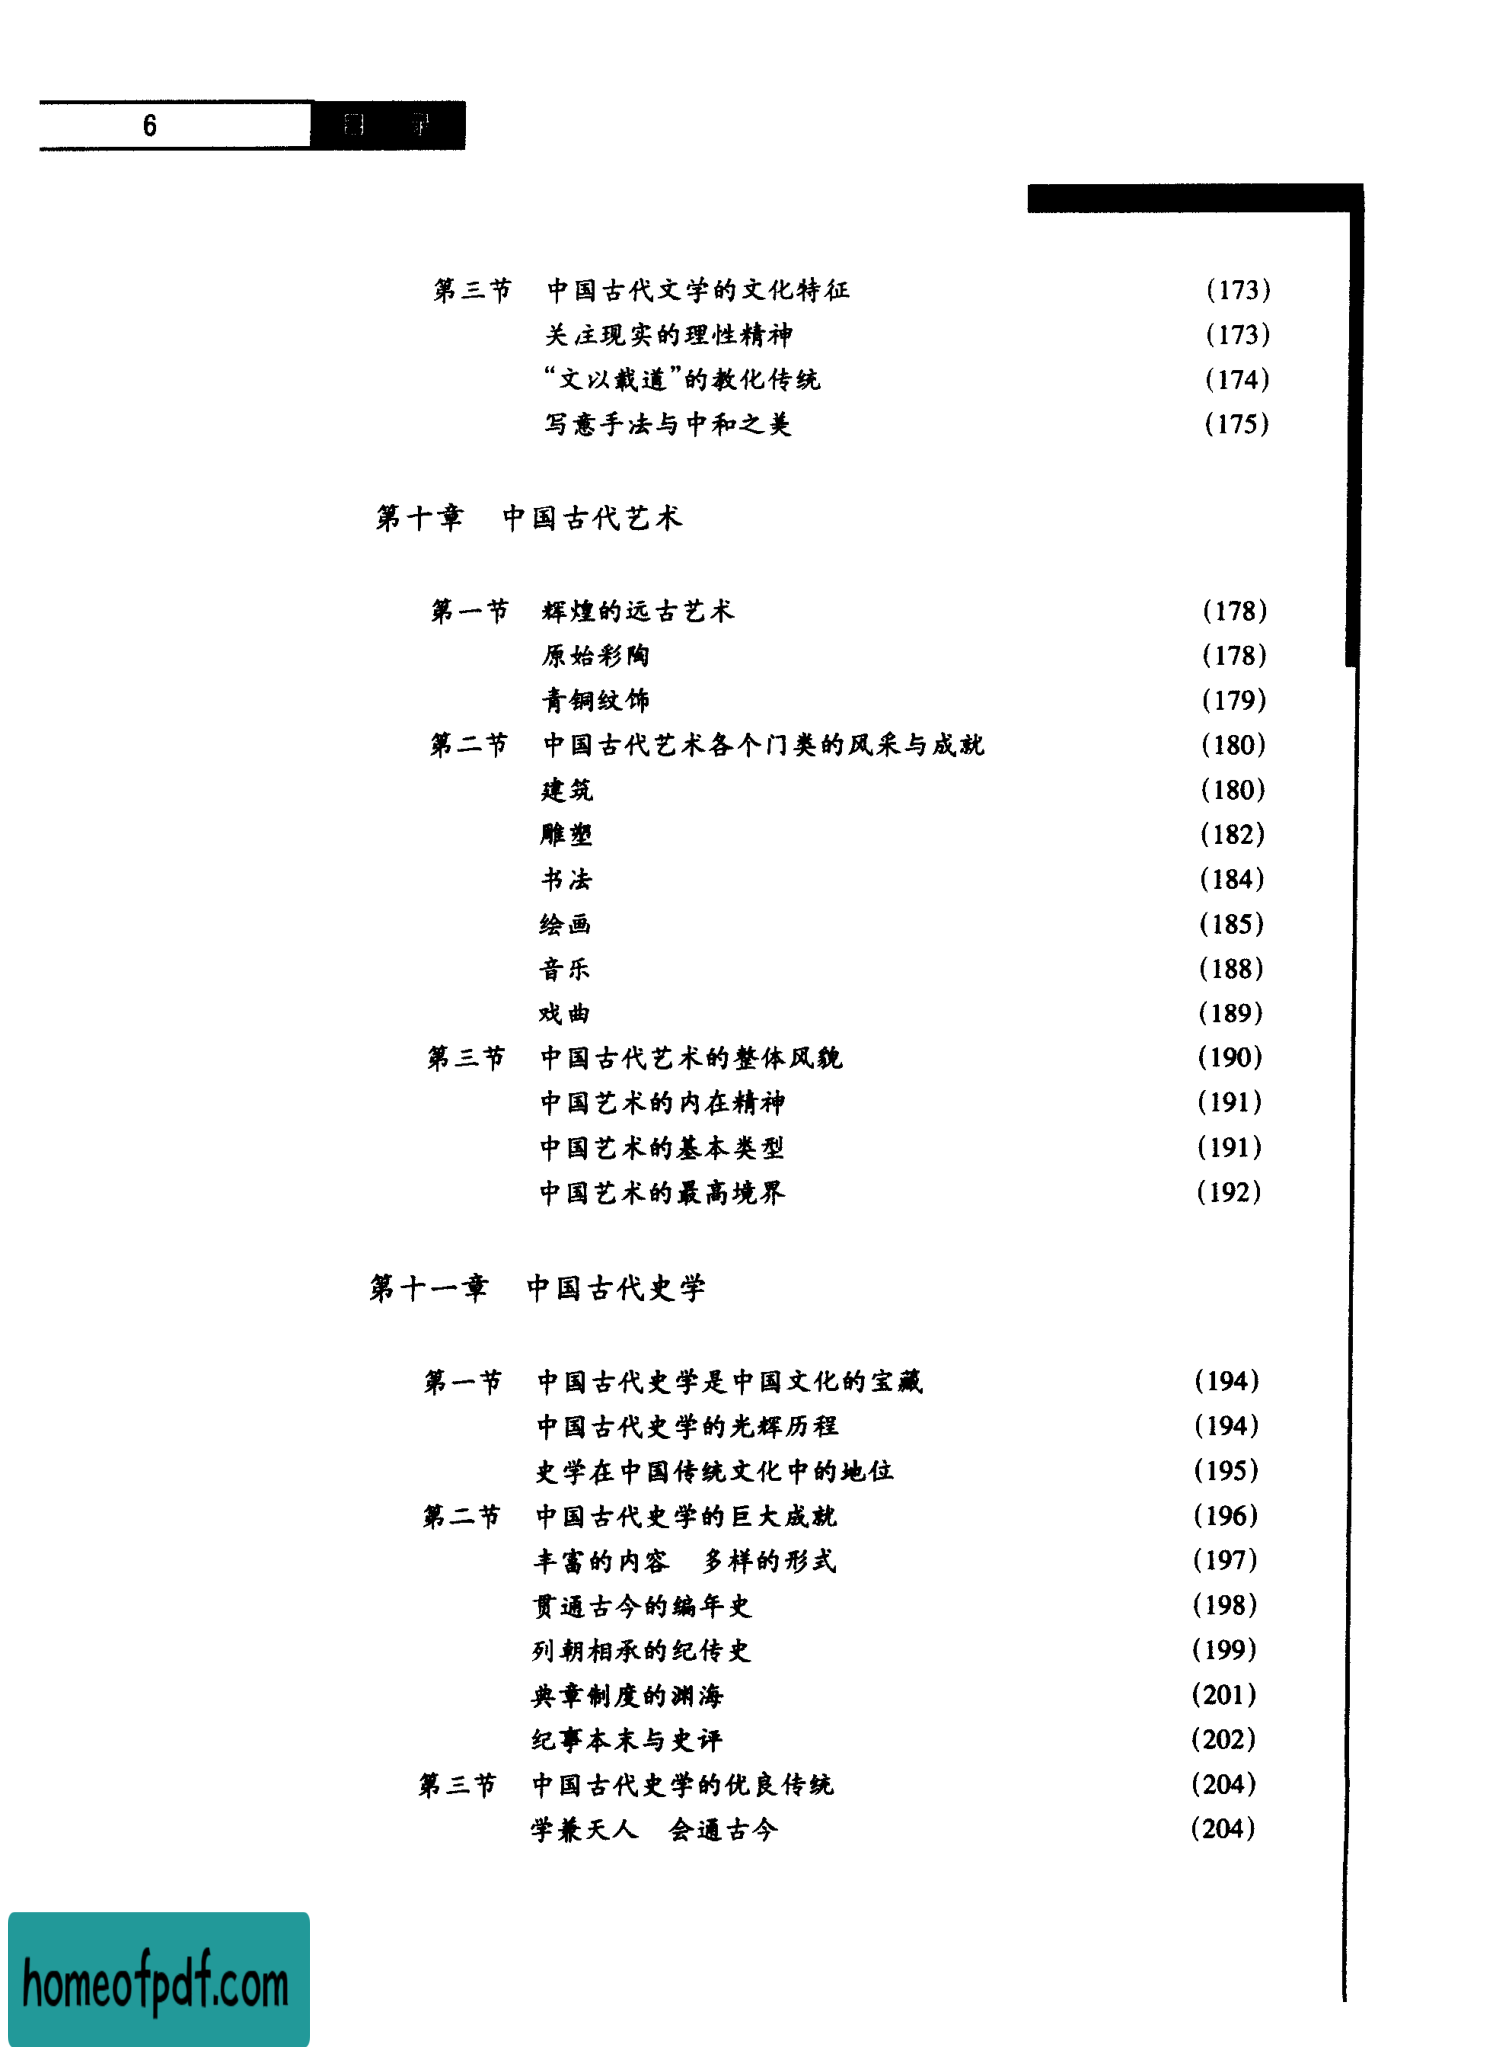 6
第三节 中国古代文学的文化特征 (173)
关注现实的理性精神 (173)
“文以载道”的教化传统 (174)
写意手法与中和之美 (175)
第十章 中国古代艺术
第一节 辉煌的远古艺术 (178)
原始彩陶 (178)
青铜纹饰 (179)
第二节 中国古代艺术各个门类的风采与成就 (180)
建筑 (180)
雕塑 (182)
书法 (184)
绘画 (185)
音乐 (188)
戏曲 (189)
第三节 中国古代艺术的整体风貌 (190)
中国艺术的内在精神 (191)
中国艺术的基本类型 (191)
中国艺术的最高境界 (192)
第十一章 中国古代史学
第一节 中国古代史学是中国文化的宝藏 (194)
中国古代史学的光辉历程 (194)
史学在中国传统文化中的地位 (195)
第二节 中国古代史学的巨大成就 (196)
丰富的内容 多样的形式 (197)
贯通古今的编年史 (198)
列朝相承的纪传史 (199)
典章制度的渊海 (201)
纪事本末与史评 (202)
第三节 中国古代史学的优良传统 (204)
学兼天人 会通古今 (204)
homeofpdf.com